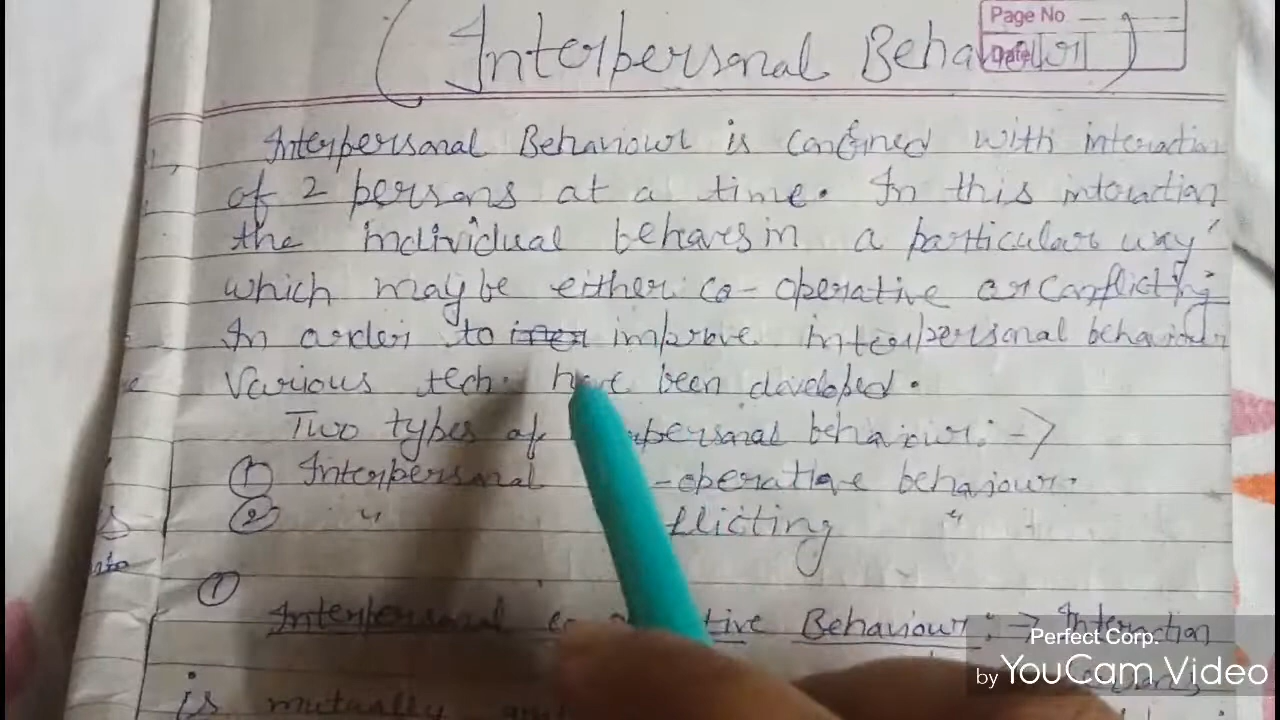 Page No
(Interpersonal Behaviour)
Date
Interpersonal Behaviour is confined with interaction
of 2 persons at a time. In this interaction
the individual behavs in a particular way
which may be either co-operative or conflicting.
In order to improve interpersonal behaviour
Various tech. have been developed.
Two types of personal behaviour:->
① Interpersonal -operative behaviour.
② " flicting "
①
Interpersonal tive Behaviour:-> Interaction
is mutually
Perfect Corp.
by YouCam Video